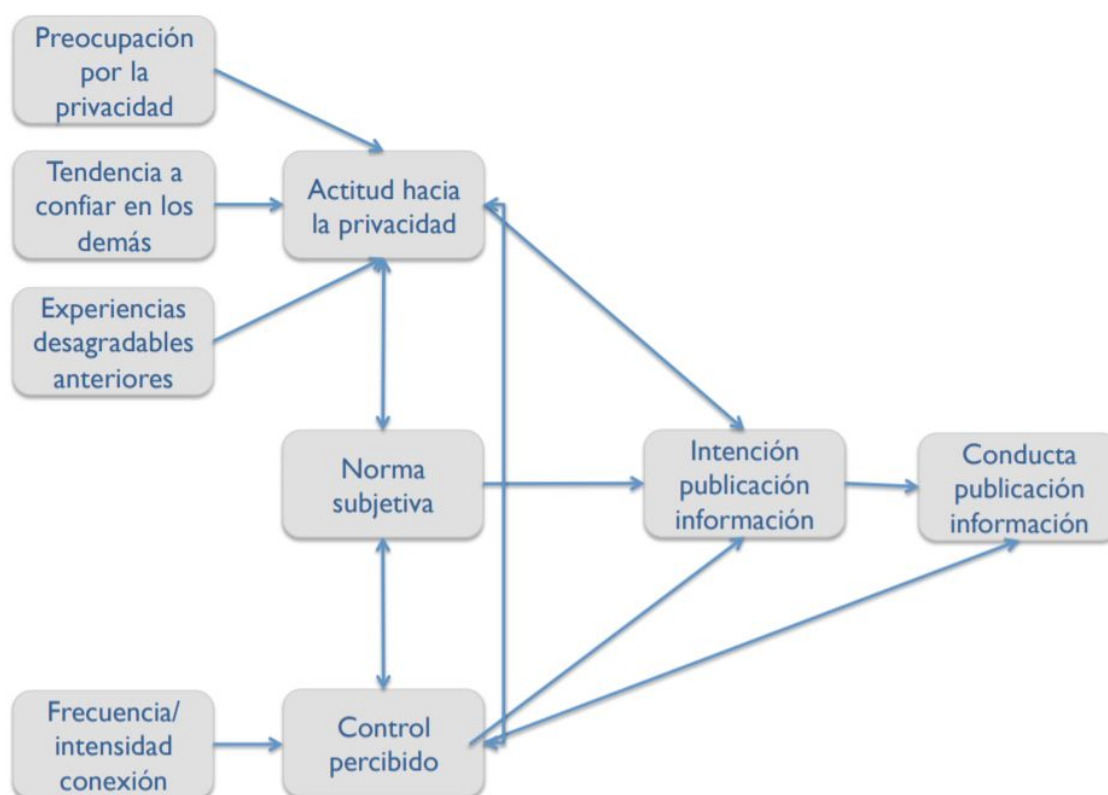 Preocupación
por la
privacidad
Tendencia a
confiar en los
demás
Actitud hacia
la privacidad
Experiencias
desagradables
anteriores
Norma
subjetiva
Intención
publicación
información
Conducta
publicación
información
Frecuencia/
intensidad
conexión
Control
percibido